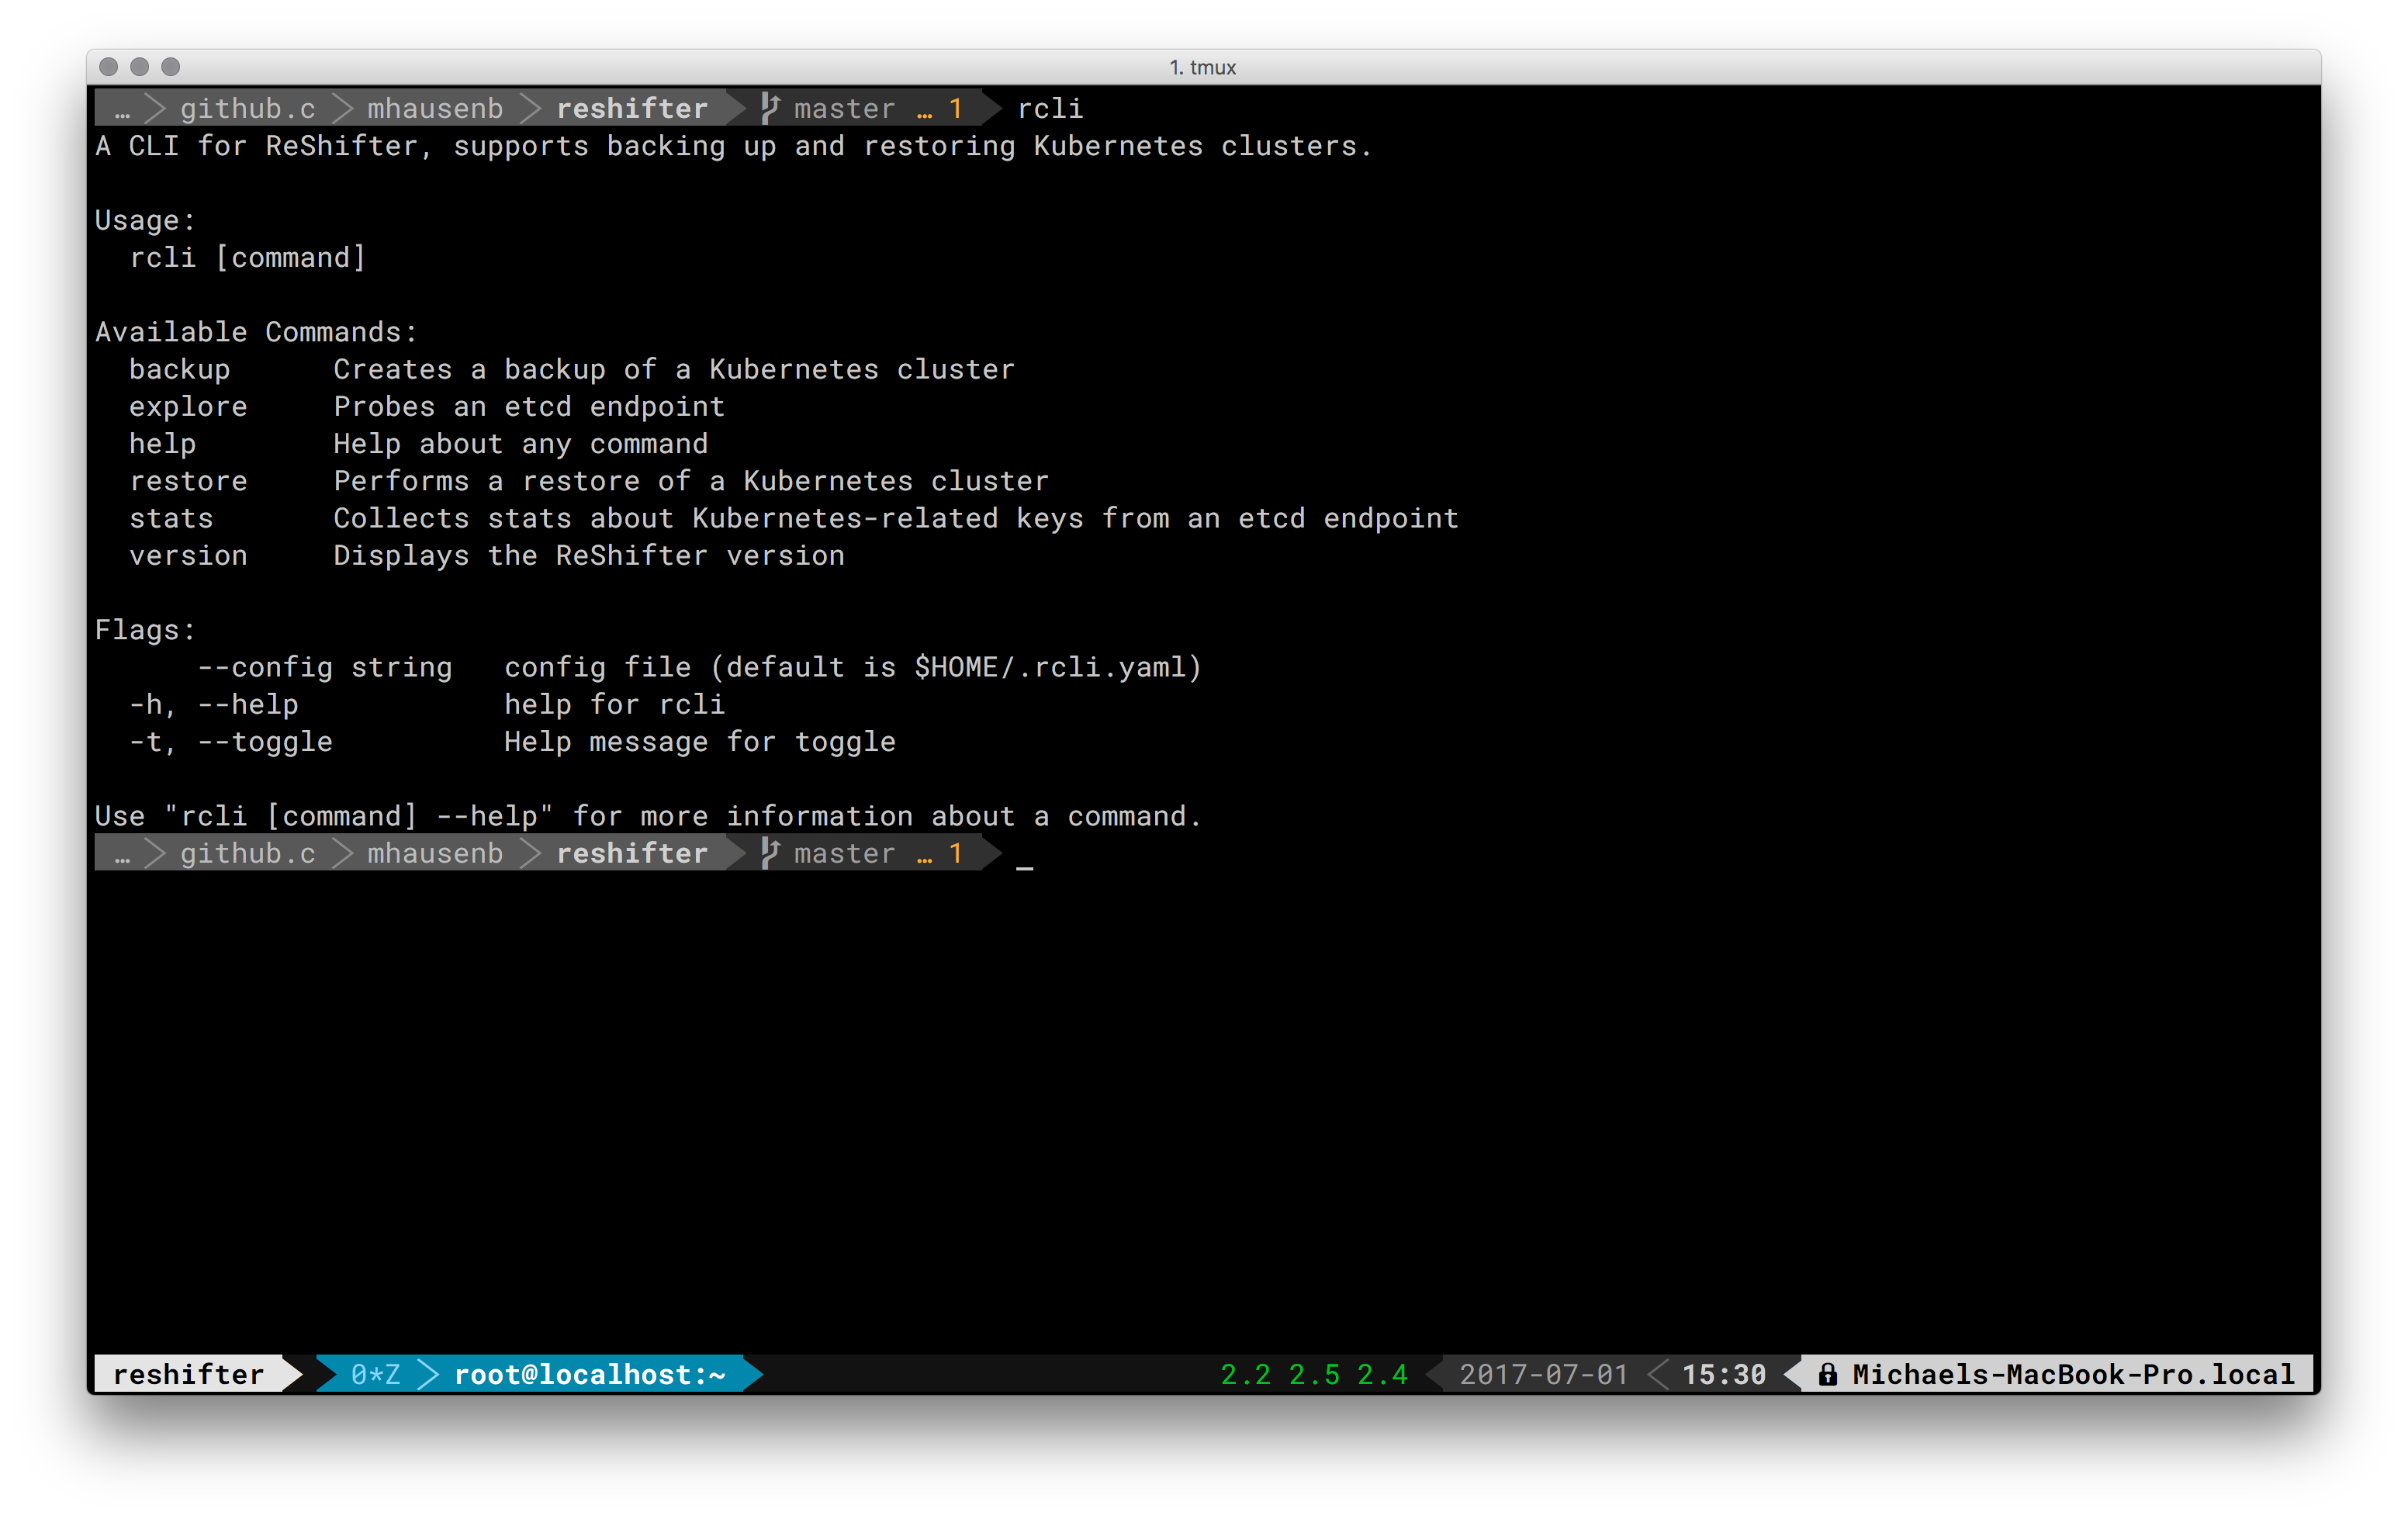 1. tmux
… github.c mhausenb reshifter master … 1 rcli
A CLI for ReShifter, supports backing up and restoring Kubernetes clusters.
Usage:
rcli [command]
Available Commands:
backup Creates a backup of a Kubernetes cluster
explore Probes an etcd endpoint
help Help about any command
restore Performs a restore of a Kubernetes cluster
stats Collects stats about Kubernetes-related keys from an etcd endpoint
version Displays the ReShifter version
Flags:
--config string config file (default is $HOME/.rcli.yaml)
-h, --help help for rcli
-t, --toggle Help message for toggle
Use "rcli [command] --help" for more information about a command.
… github.c mhausenb reshifter master … 1 _
reshifter 0*Z root@localhost:~ 2.2 2.5 2.4 2017-07-01 15:30 Michaels-MacBook-Pro.local